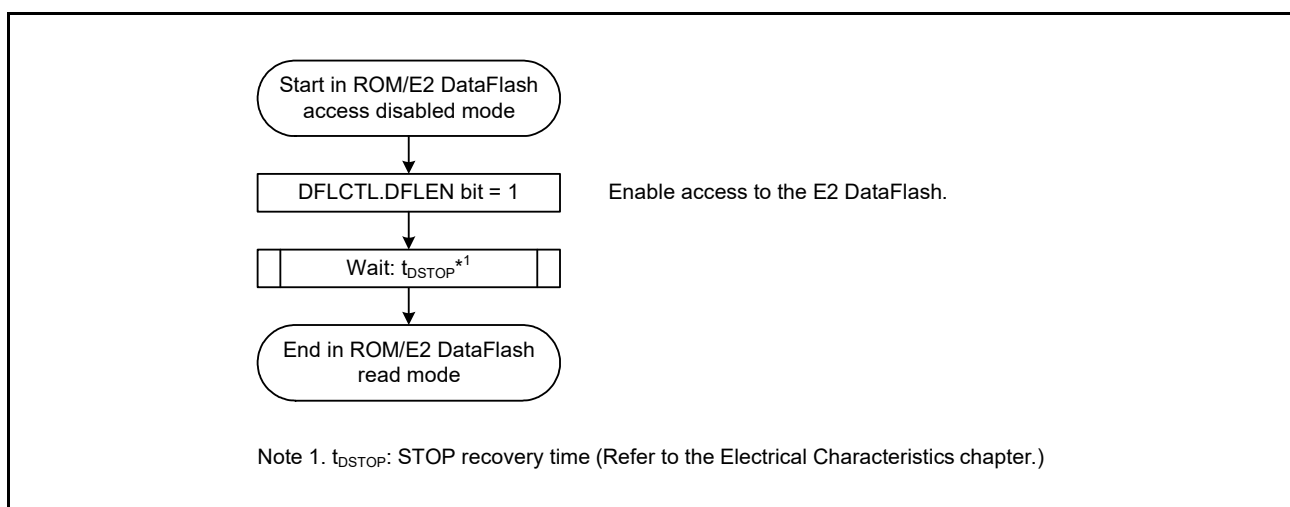 Start in ROM/E2 DataFlash
access disabled mode
DFLCTL.DFLEN bit = 1
Enable access to the E2 DataFlash.
Wait: tDSTOP*1
End in ROM/E2 DataFlash
read mode
Note 1. tDSTOP: STOP recovery time (Refer to the Electrical Characteristics chapter.)